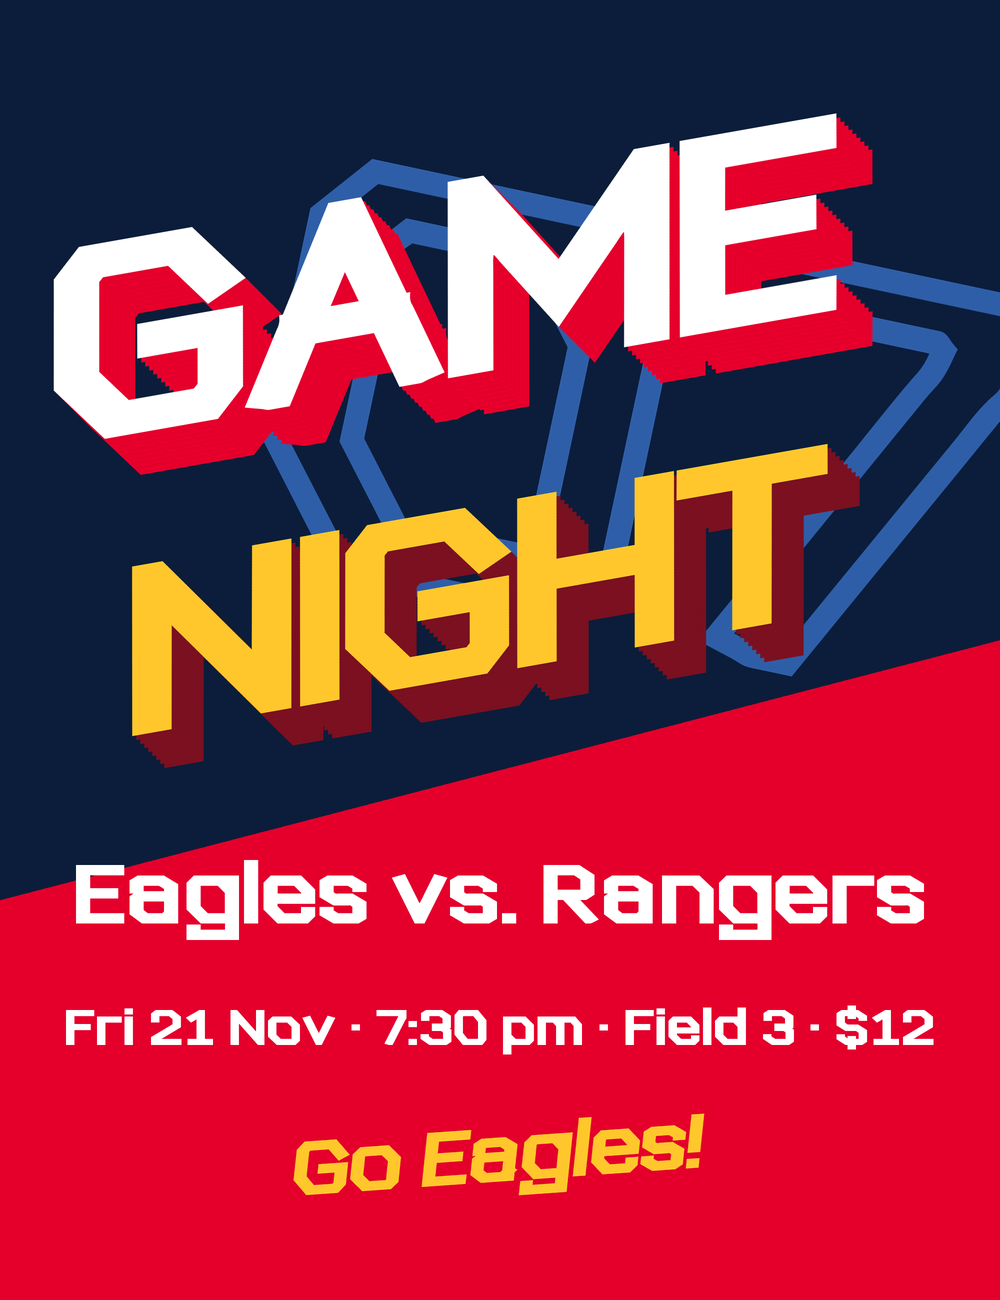 GAME
NIGHT
Eagles vs. Rangers
Fri 21 Nov · 7:30 pm · Field 3 · $12
Go Eagles!